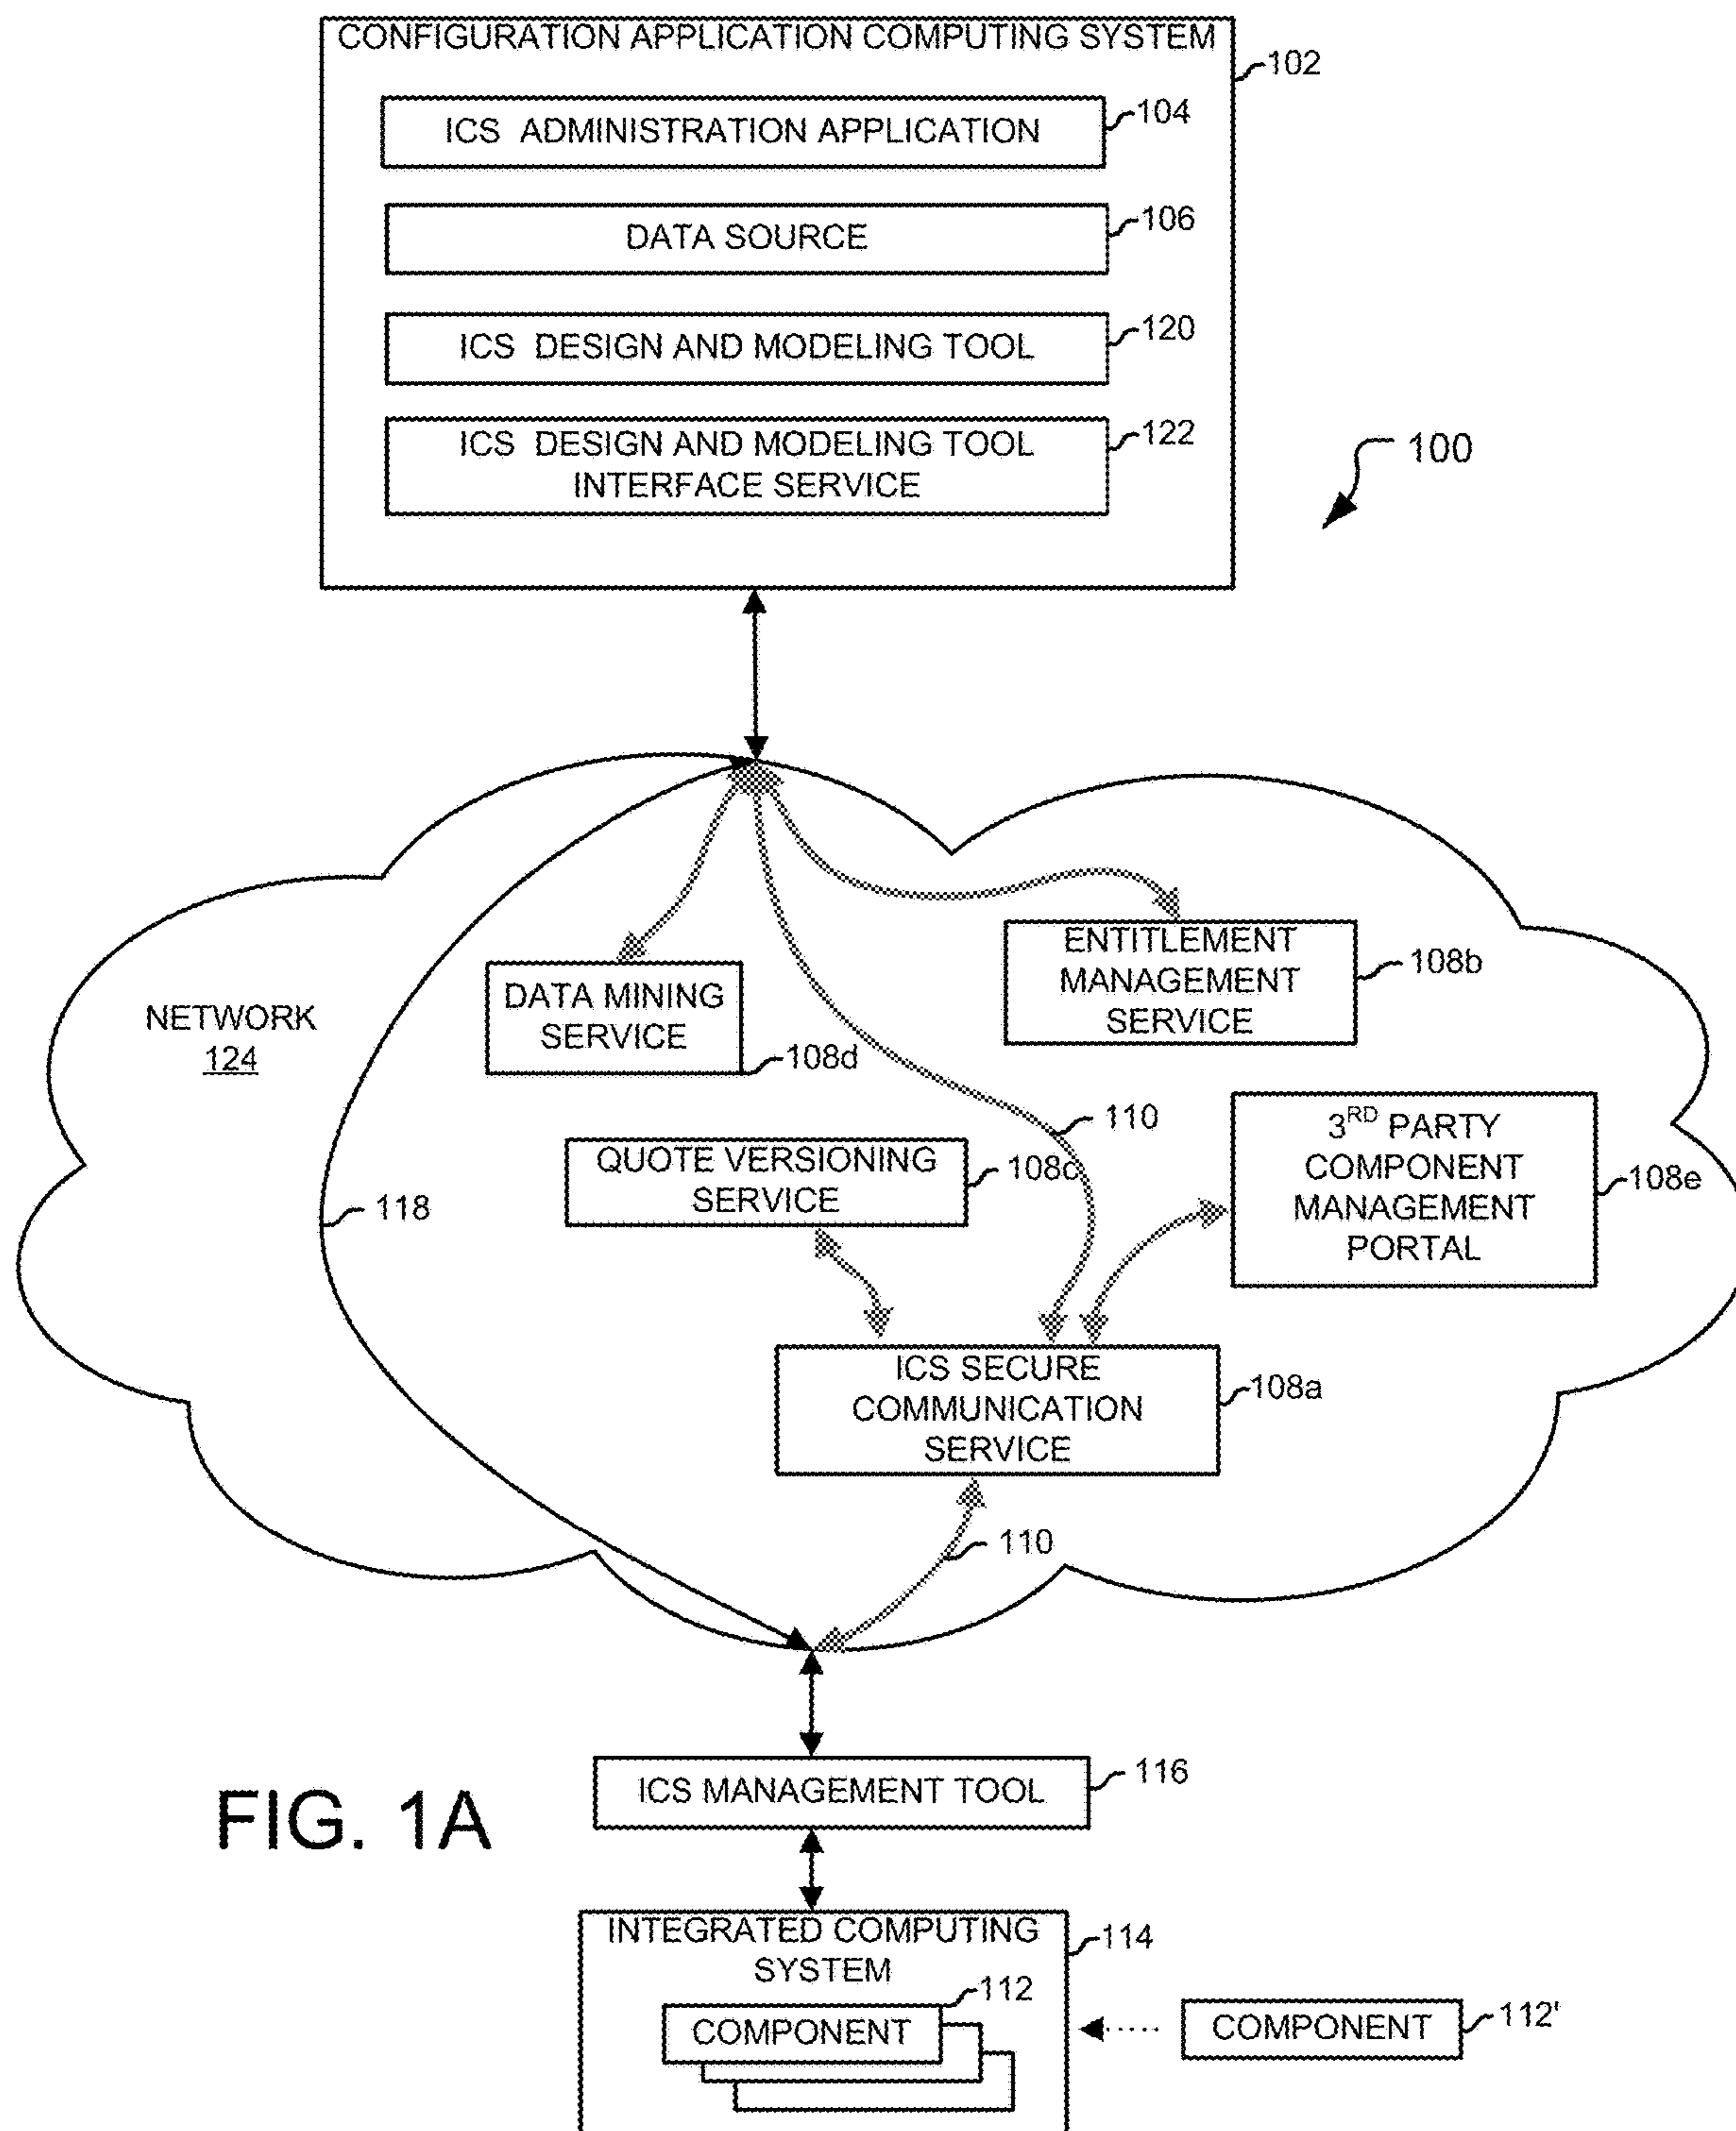 CONFIGURATION APPLICATION COMPUTING SYSTEM
102
ICS ADMINISTRATION APPLICATION
104
DATA SOURCE
106
ICS DESIGN AND MODELING TOOL
120
ICS DESIGN AND MODELING TOOL
INTERFACE SERVICE
122
100
NETWORK
124
DATA MINING
SERVICE
108d
ENTITLEMENT
MANAGEMENT
SERVICE
108b
110
QUOTE VERSIONING
SERVICE
108c
3RD PARTY
COMPONENT
MANAGEMENT
PORTAL
108e
118
ICS SECURE
COMMUNICATION
SERVICE
108a
110
ICS MANAGEMENT TOOL
116
FIG. 1A
INTEGRATED COMPUTING
SYSTEM
114
112
COMPONENT
COMPONENT
112'